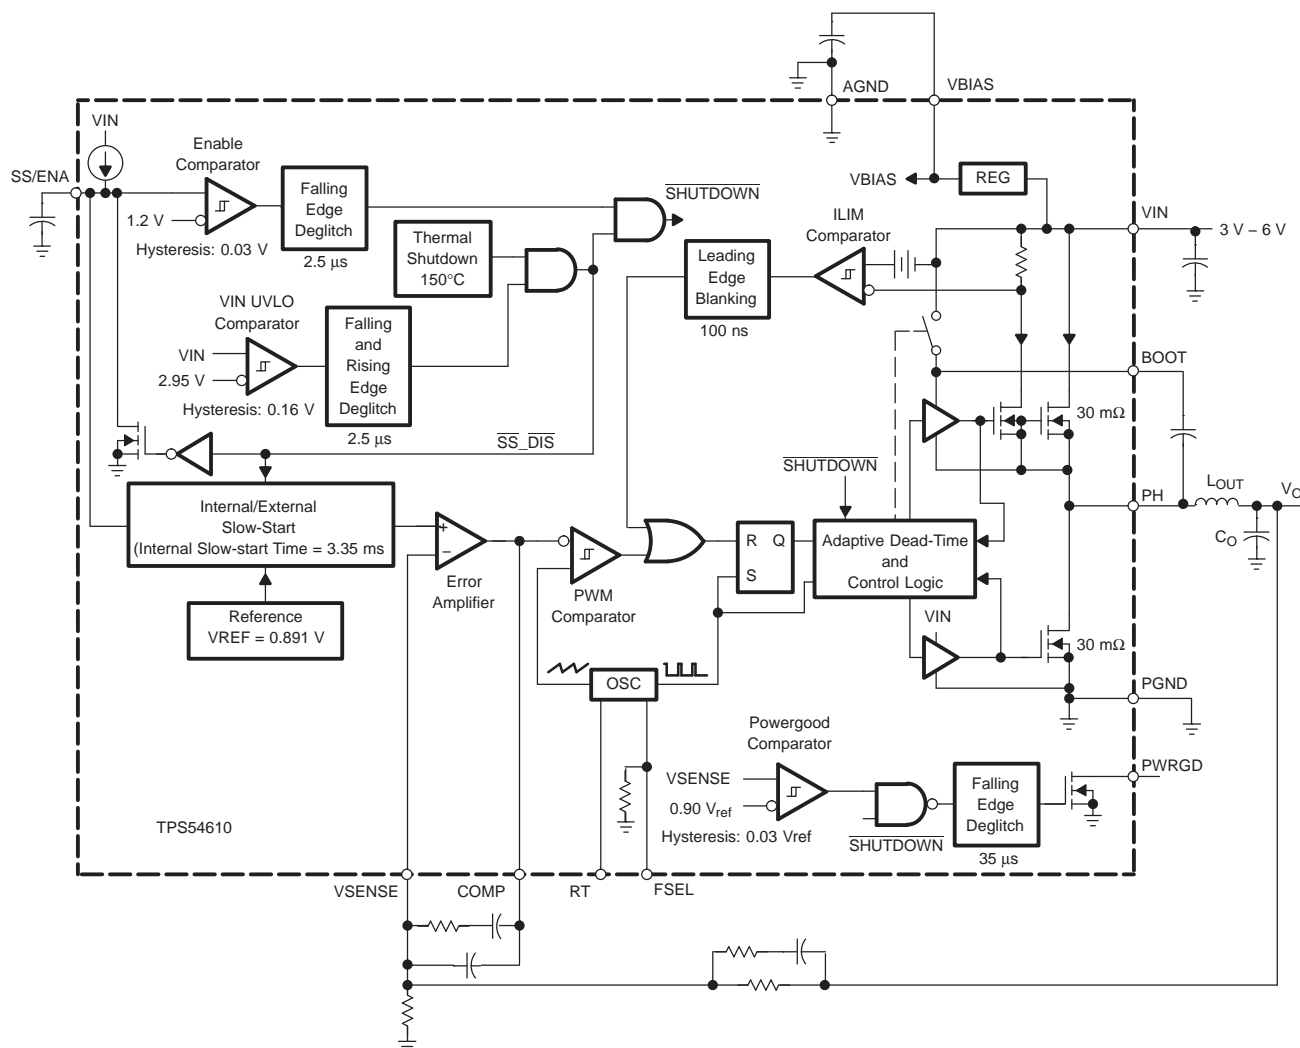 AGND
VBIAS
VIN
SS/ENA
Enable
Comparator
1.2 V
Hysteresis: 0.03 V
Falling
Edge
Deglitch
2.5 µs
Thermal
Shutdown
150°C
SHUTDOWN
VIN UVLO
Comparator
VIN
2.95 V
Hysteresis: 0.16 V
Falling
and
Rising
Edge
Deglitch
2.5 µs
SS_DIS
VBIAS
REG
ILIM
Comparator
Leading
Edge
Blanking
100 ns
VIN
3 V – 6 V
BOOT
30 mΩ
SHUTDOWN
PH
LOUT
VO
CO
Internal/External
Slow-Start
(Internal Slow-start Time = 3.35 ms
Reference
VREF = 0.891 V
+
−
Error
Amplifier
PWM
Comparator
R Q
S
Adaptive Dead-Time
and
Control Logic
VIN
30 mΩ
OSC
PGND
Powergood
Comparator
VSENSE
0.90 Vref
Hysteresis: 0.03 Vref
SHUTDOWN
Falling
Edge
Deglitch
35 µs
PWRGD
TPS54610
VSENSE
COMP
RT
FSEL